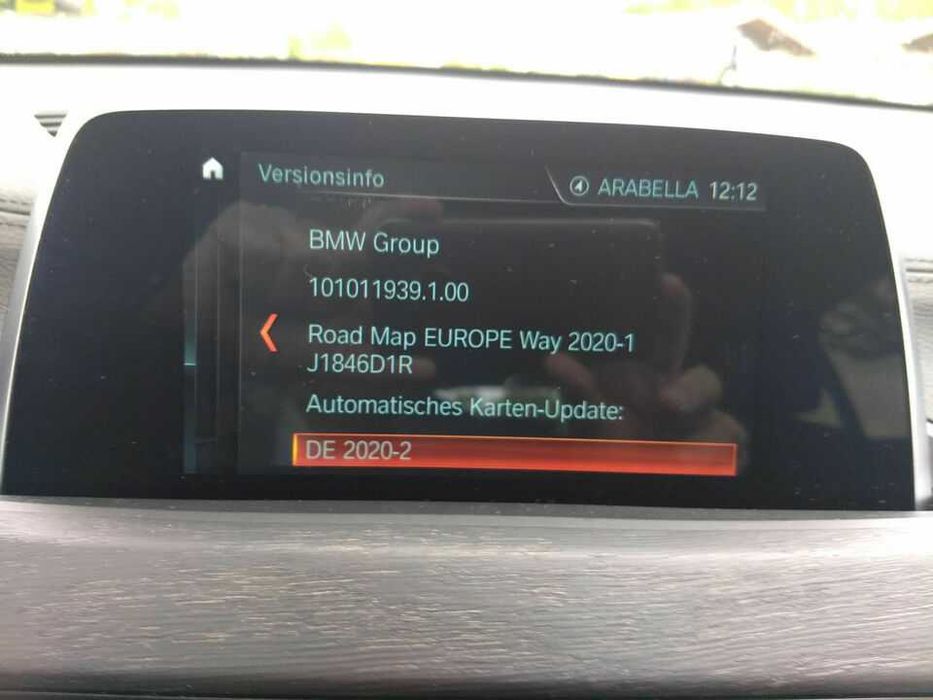 Versionsinfo
ARABELLA 12:12
BMW Group
101011939.1.00
Road Map EUROPE Way 2020-1
J1846D1R
Automatisches Karten-Update:
DE 2020-2